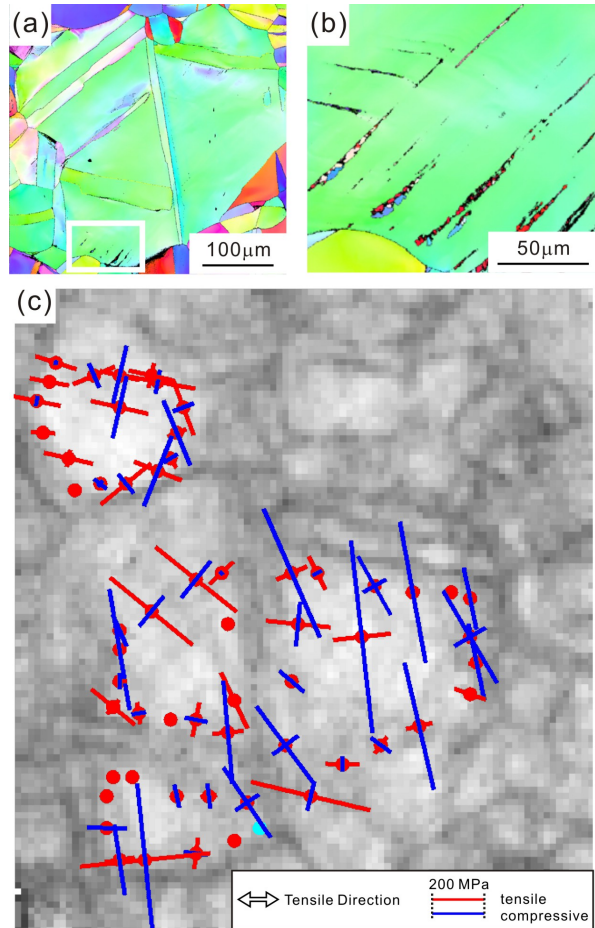 (a)
(b)
100μm
50μm
(c)
200 MPa
Tensile Direction
tensile
compressive